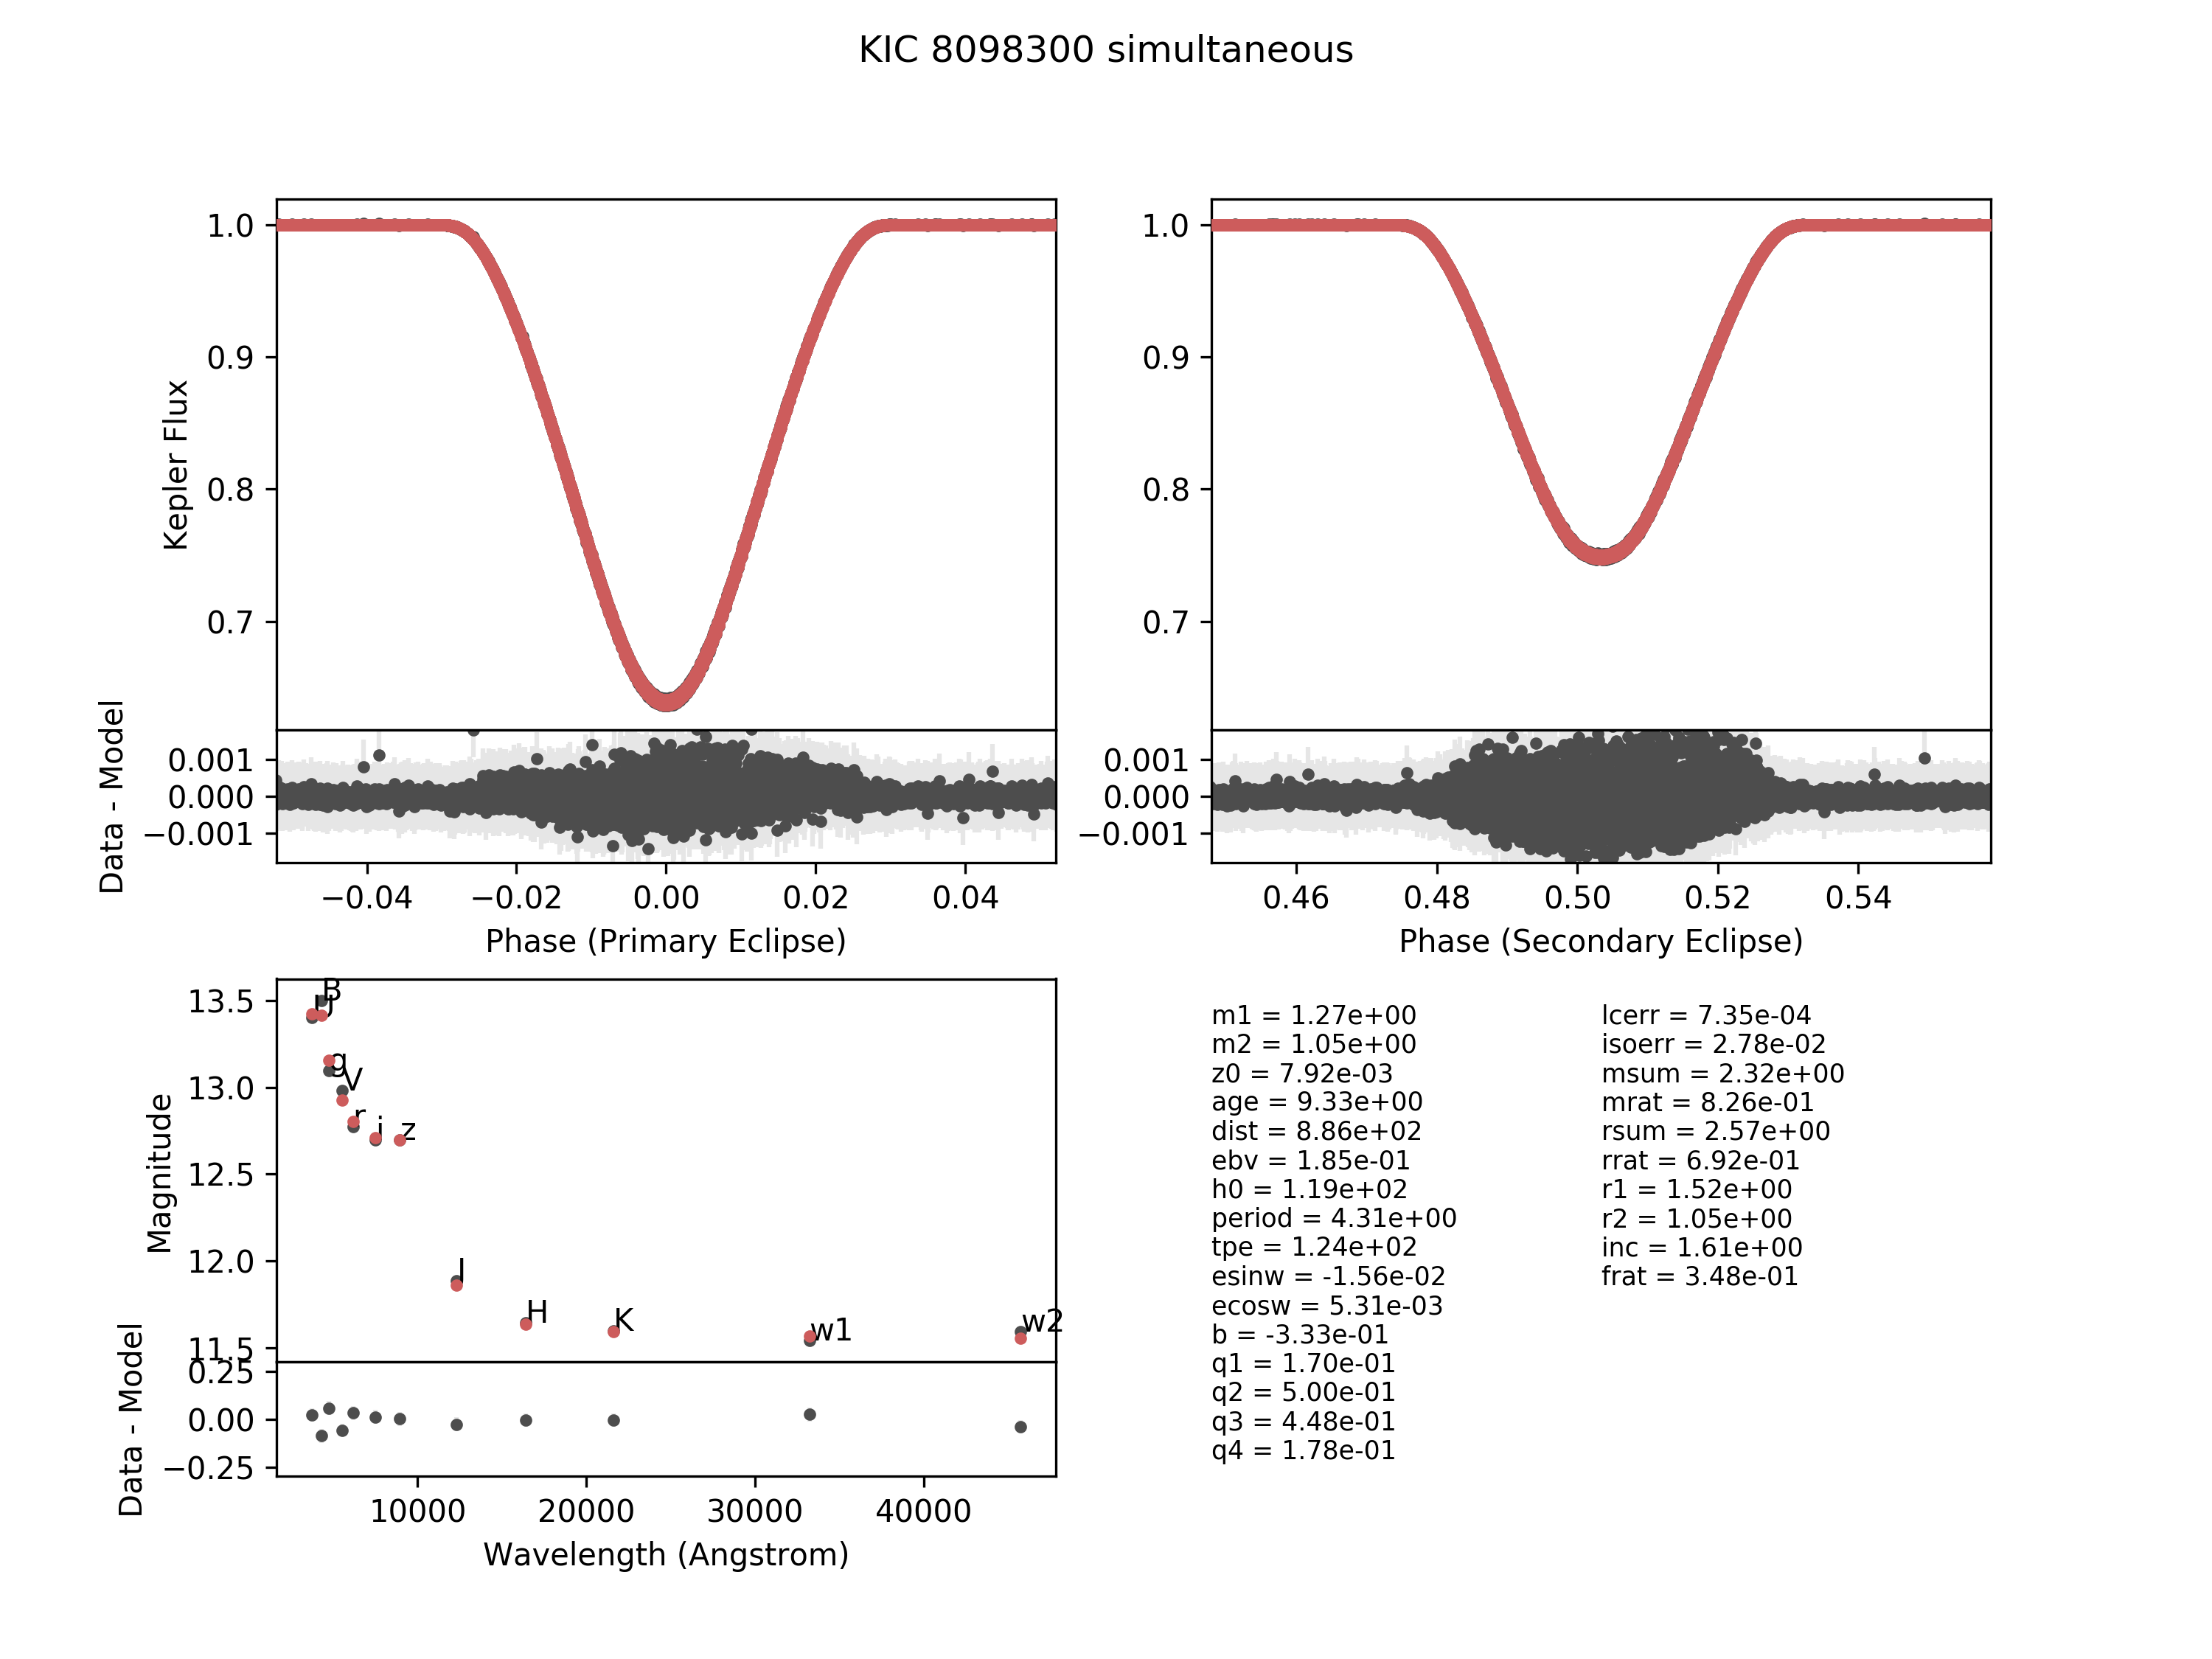 KIC 8098300 simultaneous
1.0
0.9
0.8
0.7
Kepler Flux
1.0
0.9
0.8
0.7
0.001
0.000
−0.001
Data - Model
0.001
0.000
−0.001
−0.04 −0.02 0.00 0.02 0.04
Phase (Primary Eclipse)
0.46 0.48 0.50 0.52 0.54
Phase (Secondary Eclipse)
13.5
13.0
12.5
12.0
11.5
Magnitude
B
U
g
V
r
i
z
J
H
K
w1
w2
0.25
0.00
−0.25
Data - Model
10000 20000 30000 40000
Wavelength (Angstrom)
m1 = 1.27e+00
m2 = 1.05e+00
z0 = 7.92e-03
age = 9.33e+00
dist = 8.86e+02
ebv = 1.85e-01
h0 = 1.19e+02
period = 4.31e+00
tpe = 1.24e+02
esinw = -1.56e-02
ecosw = 5.31e-03
b = -3.33e-01
q1 = 1.70e-01
q2 = 5.00e-01
q3 = 4.48e-01
q4 = 1.78e-01
lcerr = 7.35e-04
isoerr = 2.78e-02
msum = 2.32e+00
mrat = 8.26e-01
rsum = 2.57e+00
rrat = 6.92e-01
r1 = 1.52e+00
r2 = 1.05e+00
inc = 1.61e+00
frat = 3.48e-01